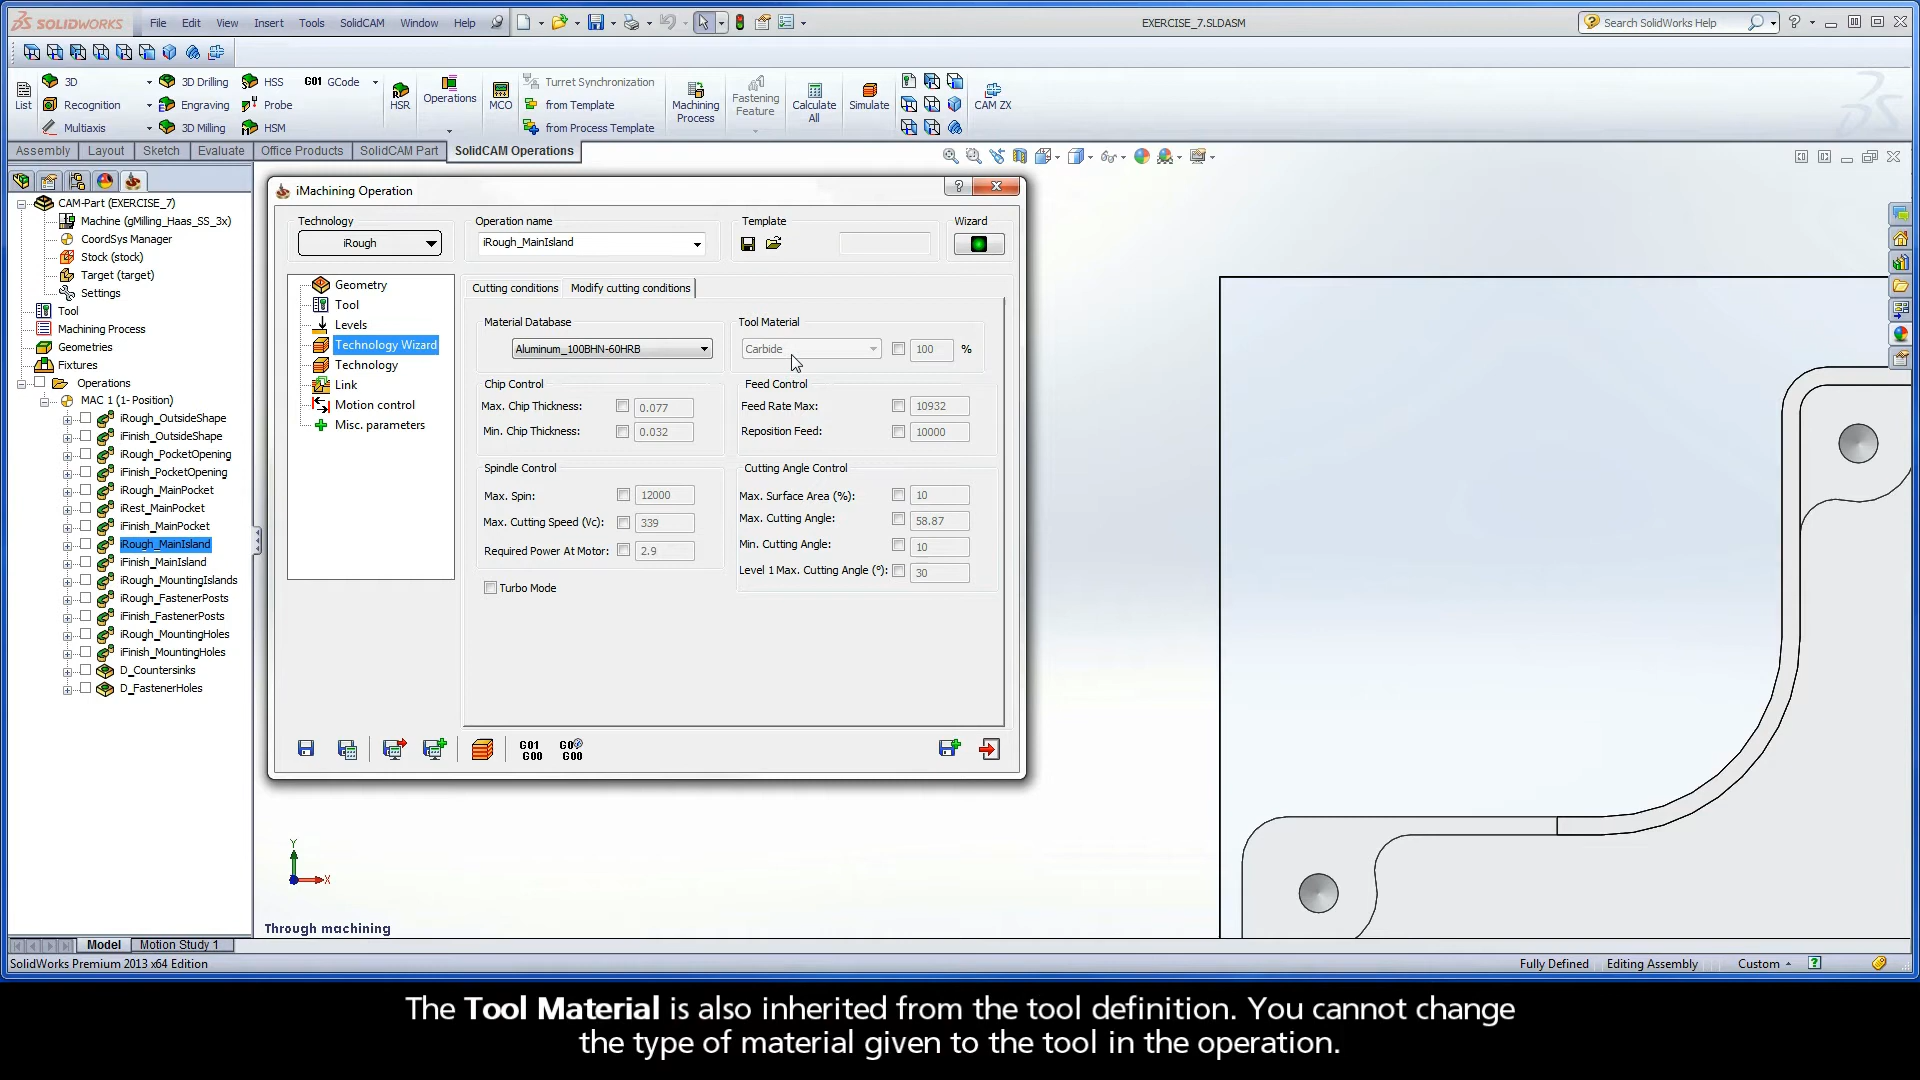 SOLIDWORKS File Edit View Insert Tools SolidCAM Window Help EXERCISE_7.SLDASM Search SolidWorks Help
3D 3D Drilling HSS G01 GCode Turret Synchronization
List Recognition Engraving Probe HSR Operations MCO from Template Machining Process Fastening Feature Calculate All Simulate CAM ZX
Multiaxis 3D Milling HSM from Process Template
Assembly Layout Sketch Evaluate Office Products SolidCAM Part SolidCAM Operations
CAM-Part (EXERCISE_7)
Machine (gMilling_Haas_SS_3x)
CoordSys Manager
Stock (stock)
Target (target)
Settings
Tool
Machining Process
Geometries
Fixtures
Operations
MAC 1 (1- Position)
iRough_OutsideShape
iFinish_OutsideShape
iRough_PocketOpening
iFinish_PocketOpening
iRough_MainPocket
iRest_MainPocket
iFinish_MainPocket
iRough_MainIsland
iFinish_MainIsland
iRough_MountingIslands
iRough_FastenerPosts
iFinish_FastenerPosts
iRough_MountingHoles
iFinish_MountingHoles
D_Countersinks
D_FastenerHoles
iMachining Operation
Technology Operation name Template Wizard
iRough iRough_MainIsland
Geometry
Tool
Levels
Technology Wizard
Technology
Link
Motion control
Misc. parameters
Cutting conditions Modify cutting conditions
Material Database Tool Material
Aluminum_100BHN-60HRB Carbide 100 %
Chip Control Feed Control
Max. Chip Thickness: 0.077 Feed Rate Max: 10932
Min. Chip Thickness: 0.032 Reposition Feed: 10000
Spindle Control Cutting Angle Control
Max. Spin: 12000 Max. Surface Area (%): 10
Max. Cutting Speed (Vc): 339 Max. Cutting Angle: 58.87
Required Power At Motor: 2.9 Min. Cutting Angle: 10
Level 1 Max. Cutting Angle (°): 30
Turbo Mode
G01 G00
G00
Y
X
Through machining
Model Motion Study 1
SolidWorks Premium 2013 x64 Edition Fully Defined Editing Assembly Custom
The Tool Material is also inherited from the tool definition. You cannot change
the type of material given to the tool in the operation.